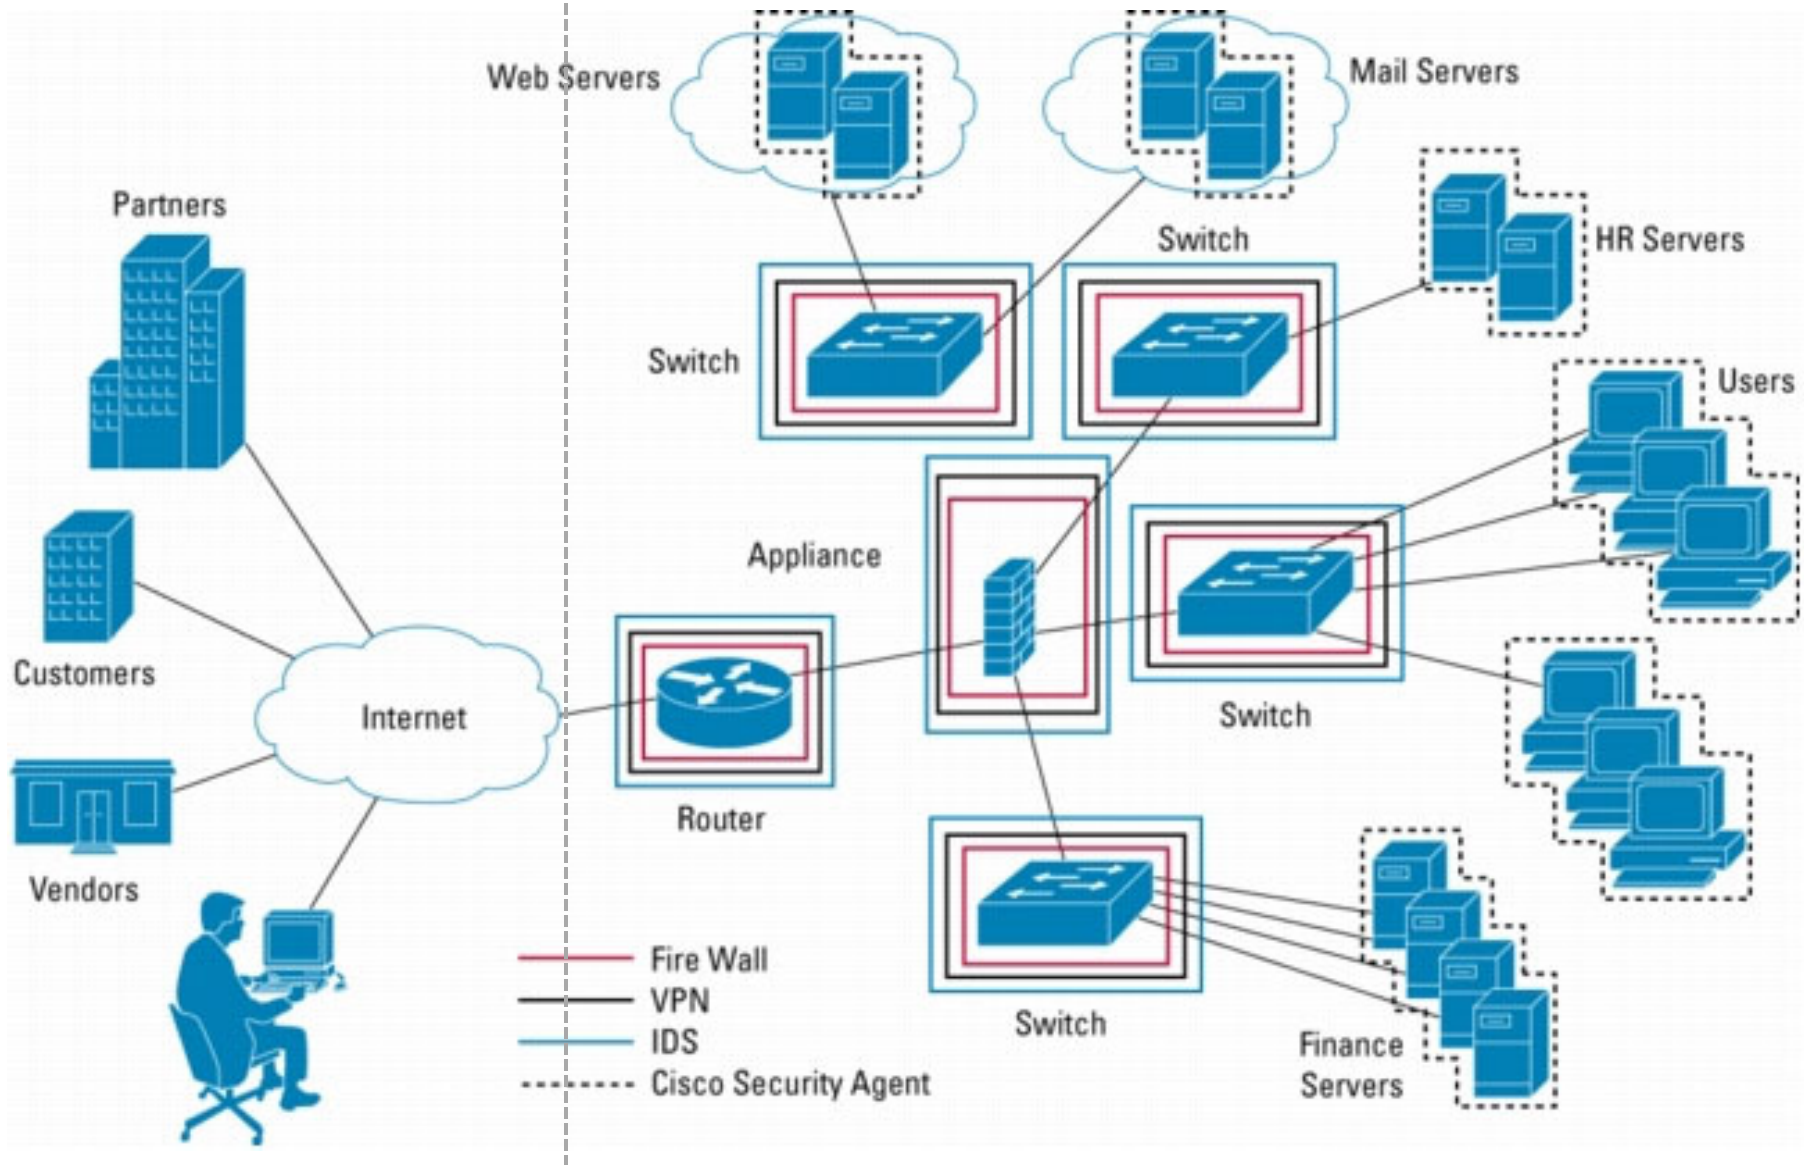 Web Servers
Mail Servers
Partners
Switch
HR Servers
Switch
Users
Appliance
Customers
Internet
Switch
Router
Vendors
Fire Wall
VPN
IDS
Cisco Security Agent
Switch
Finance
Servers